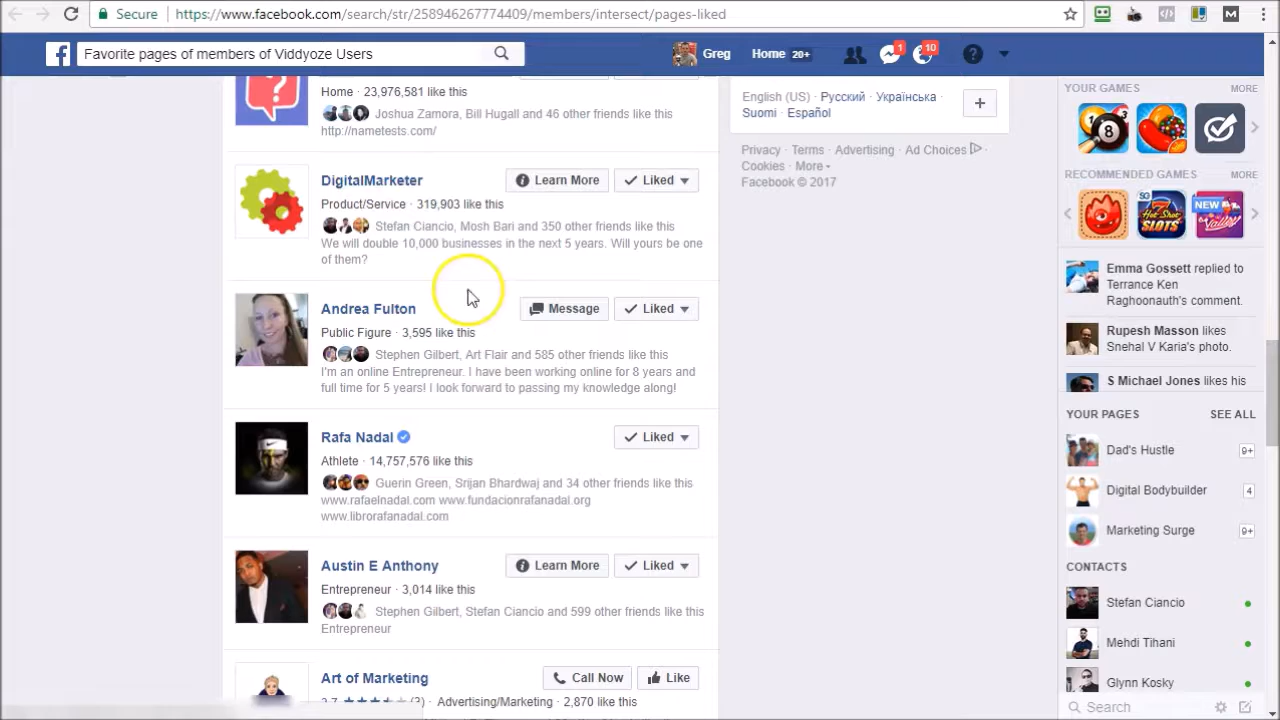 Secure
https://www.facebook.com/search/str/258946267774409/members/intersect/pages-liked
M
f
Favorite pages of members of Viddyoze Users
Greg
Home 20+
1
10
?
Home · 23,976,581 like this
Joshua Zamora, Bill Hugall and 46 other friends like this
http://nametests.com/
DigitalMarketer
Learn More
Liked
Product/Service · 319,903 like this
Stefan Ciancio, Mosh Bari and 350 other friends like this
We will double 10,000 businesses in the next 5 years. Will yours be one
of them?
Andrea Fulton
Message
Liked
Public Figure · 3,595 like this
Stephen Gilbert, Art Flair and 585 other friends like this
I'm an online Entrepreneur. I have been working online for 8 years and
full time for 5 years! I look forward to passing my knowledge along!
Rafa Nadal
Liked
Athlete · 14,757,576 like this
Guerin Green, Srijan Bhardwaj and 34 other friends like this
www.rafaelnadal.com www.fundacionrafanadal.org
www.librorafanadal.com
Austin E Anthony
Learn More
Liked
Entrepreneur · 3,014 like this
Stephen Gilbert, Stefan Ciancio and 599 other friends like this
Entrepreneur
Art of Marketing
Call Now
Like
Advertising/Marketing · 2,870 like this
English (US) · Русский · Українська ·
Suomi · Español
+
Privacy · Terms · Advertising · Ad Choices ·
Cookies · More
Facebook © 2017
YOUR GAMES
MORE
8
RECOMMENDED GAMES
MORE
SG
7
HOT SHOT
SLOTS
NEW
Valley
Emma Gossett replied to
Terrance Ken
Raghoonauth's comment.
Rupesh Masson likes
Snehal V Karia's photo.
S Michael Jones likes his
YOUR PAGES
SEE ALL
Dad's Hustle
9+
Digital Bodybuilder
4
Marketing Surge
9+
CONTACTS
Stefan Ciancio
Mehdi Tihani
Glynn Kosky
Search